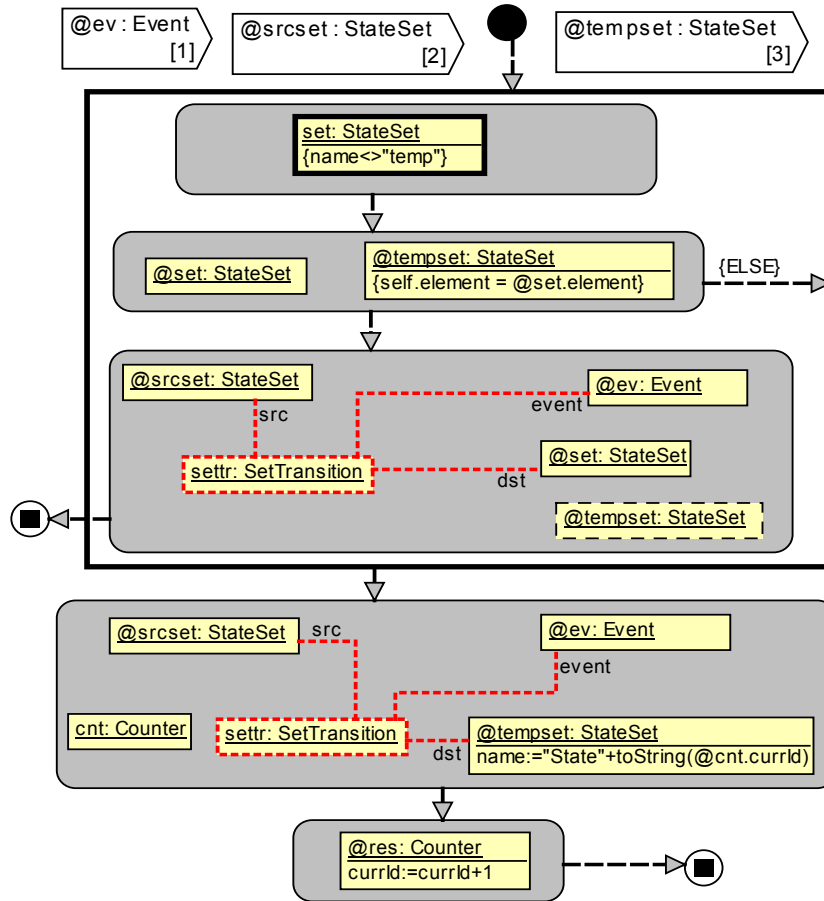 @ev : Event
[1]
@srcset : StateSet
[2]
@tempset : StateSet
[3]
set: StateSet
{name<>"temp"}
@set: StateSet
@tempset: StateSet
{self.element = @set.element}
{ELSE}
@srcset: StateSet
@ev: Event
src
event
settr: SetTransition
@set: StateSet
dst
@tempset: StateSet
@srcset: StateSet
src
@ev: Event
event
cnt: Counter
settr: SetTransition
@tempset: StateSet
dst
name:="State"+toString(@cnt.currId)
@res: Counter
currId:=currId+1